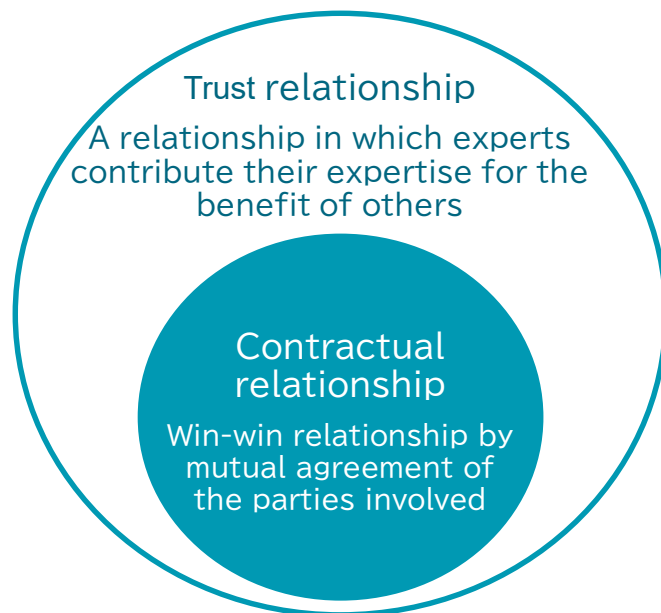 Trust relationship
A relationship in which experts
contribute their expertise for the
benefit of others
Contractual
relationship
Win-win relationship by
mutual agreement of
the parties involved